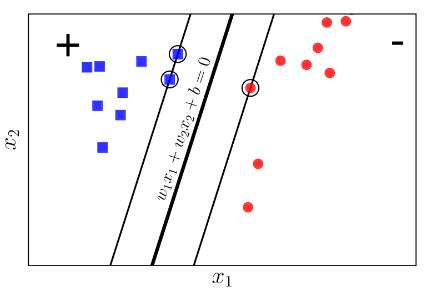 +
-
w₁x₁ + w₂x₂ + b = 0
x₂
x₁